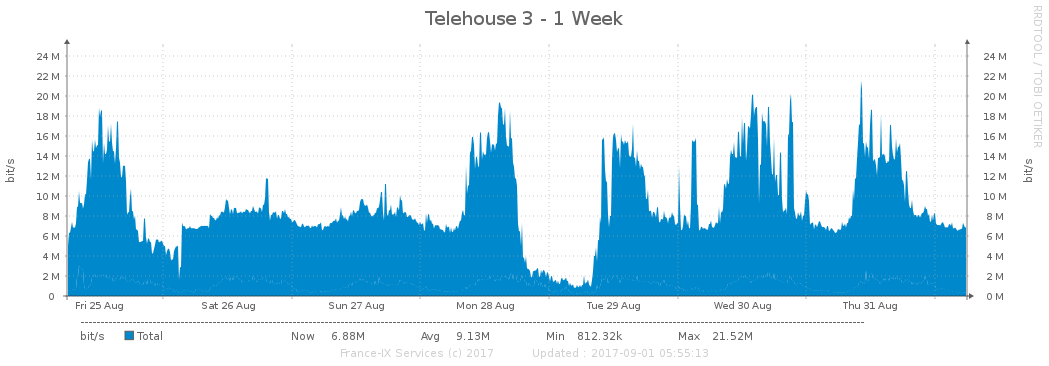 Telehouse 3 - 1 Week
RRDTOOL / TOBI OETIKER
bit/s
24 M
22 M
20 M
18 M
16 M
14 M
12 M
10 M
8 M
6 M
4 M
2 M
0
24 M
22 M
20 M
18 M
16 M
14 M
12 M
10 M
8 M
6 M
4 M
2 M
0 M
bit/s
Fri 25 Aug Sat 26 Aug Sun 27 Aug Mon 28 Aug Tue 29 Aug Wed 30 Aug Thu 31 Aug
bit/s Total Now 6.88M Avg 9.13M Min 812.32k Max 21.52M
France-IX Services (c) 2017 Updated : 2017-09-01 05:55:13